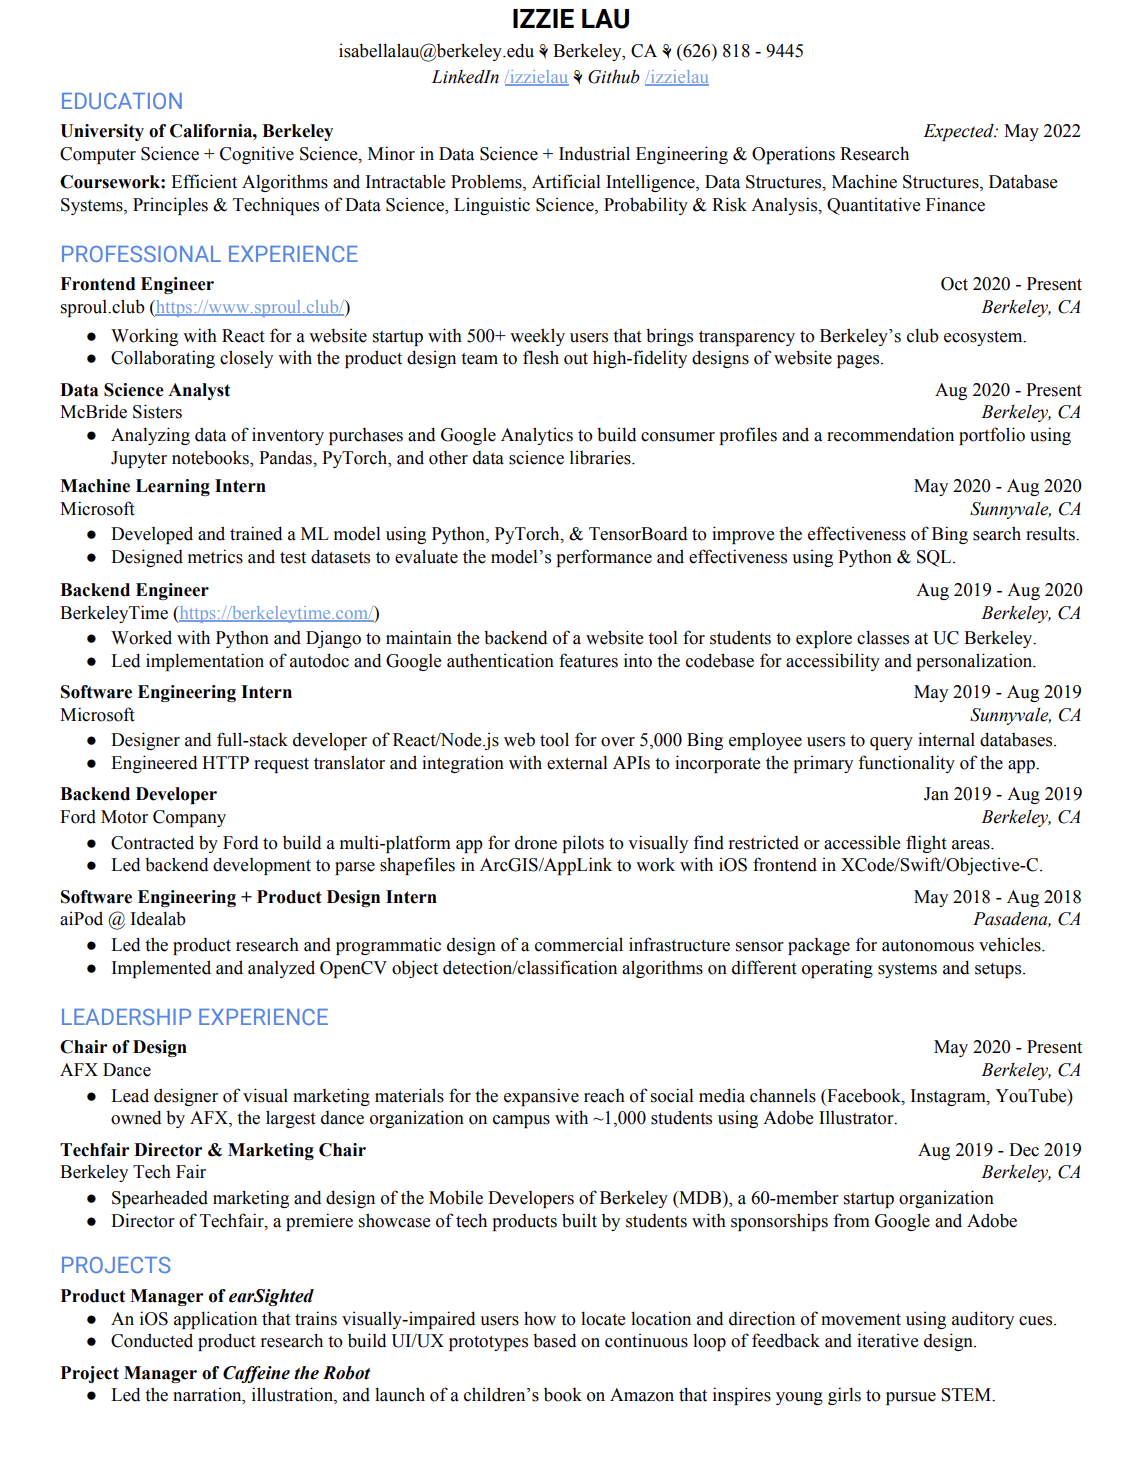 IZZIE LAU
isabellalau@berkeley.edu ⚘ Berkeley, CA ⚘ (626) 818 - 9445
LinkedIn /izzielau ⚘ Github /izzielau
EDUCATION
University of California, Berkeley Expected: May 2022
Computer Science + Cognitive Science, Minor in Data Science + Industrial Engineering & Operations Research
Coursework: Efficient Algorithms and Intractable Problems, Artificial Intelligence, Data Structures, Machine Structures, Database
Systems, Principles & Techniques of Data Science, Linguistic Science, Probability & Risk Analysis, Quantitative Finance
PROFESSIONAL EXPERIENCE
Frontend Engineer Oct 2020 - Present
sproul.club (https://www.sproul.club/) Berkeley, CA
● Working with React for a website startup with 500+ weekly users that brings transparency to Berkeley’s club ecosystem.
● Collaborating closely with the product design team to flesh out high-fidelity designs of website pages.
Data Science Analyst Aug 2020 - Present
McBride Sisters Berkeley, CA
● Analyzing data of inventory purchases and Google Analytics to build consumer profiles and a recommendation portfolio using
Jupyter notebooks, Pandas, PyTorch, and other data science libraries.
Machine Learning Intern May 2020 - Aug 2020
Microsoft Sunnyvale, CA
● Developed and trained a ML model using Python, PyTorch, & TensorBoard to improve the effectiveness of Bing search results.
● Designed metrics and test datasets to evaluate the model’s performance and effectiveness using Python & SQL.
Backend Engineer Aug 2019 - Aug 2020
BerkeleyTime (https://berkeleytime.com/) Berkeley, CA
● Worked with Python and Django to maintain the backend of a website tool for students to explore classes at UC Berkeley.
● Led implementation of autodoc and Google authentication features into the codebase for accessibility and personalization.
Software Engineering Intern May 2019 - Aug 2019
Microsoft Sunnyvale, CA
● Designer and full-stack developer of React/Node.js web tool for over 5,000 Bing employee users to query internal databases.
● Engineered HTTP request translator and integration with external APIs to incorporate the primary functionality of the app.
Backend Developer Jan 2019 - Aug 2019
Ford Motor Company Berkeley, CA
● Contracted by Ford to build a multi-platform app for drone pilots to visually find restricted or accessible flight areas.
● Led backend development to parse shapefiles in ArcGIS/AppLink to work with iOS frontend in XCode/Swift/Objective-C.
Software Engineering + Product Design Intern May 2018 - Aug 2018
aiPod @ Idealab Pasadena, CA
● Led the product research and programmatic design of a commercial infrastructure sensor package for autonomous vehicles.
● Implemented and analyzed OpenCV object detection/classification algorithms on different operating systems and setups.
LEADERSHIP EXPERIENCE
Chair of Design May 2020 - Present
AFX Dance Berkeley, CA
● Lead designer of visual marketing materials for the expansive reach of social media channels (Facebook, Instagram, YouTube)
owned by AFX, the largest dance organization on campus with ~1,000 students using Adobe Illustrator.
Techfair Director & Marketing Chair Aug 2019 - Dec 2019
Berkeley Tech Fair Berkeley, CA
● Spearheaded marketing and design of the Mobile Developers of Berkeley (MDB), a 60-member startup organization
● Director of Techfair, a premiere showcase of tech products built by students with sponsorships from Google and Adobe
PROJECTS
Product Manager of earSighted
● An iOS application that trains visually-impaired users how to locate location and direction of movement using auditory cues.
● Conducted product research to build UI/UX prototypes based on continuous loop of feedback and iterative design.
Project Manager of Caffeine the Robot
● Led the narration, illustration, and launch of a children’s book on Amazon that inspires young girls to pursue STEM.